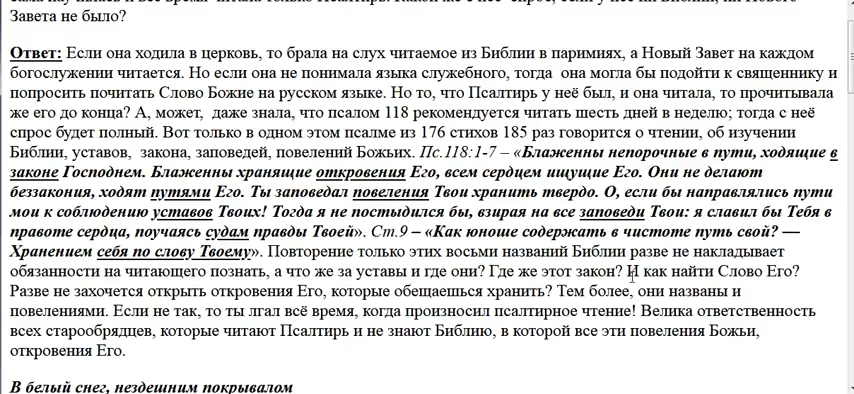 Завета не было?
Ответ: Если она ходила в церковь, то брала на слух читаемое из Библии в паримиях, а Новый Завет на каждом
богослужении читается. Но если она не понимала языка служебного, тогда она могла бы подойти к священнику и
попросить почитать Слово Божие на русском языке. Но то, что Псалтирь у неё был, и она читала, то прочитывала
же его до конца? А, может, даже знала, что псалом 118 рекомендуется читать шесть дней в неделю; тогда с неё
спрос будет полный. Вот только в одном этом псалме из 176 стихов 185 раз говорится о чтении, об изучении
Библии, уставов, закона, заповедей, повелений Божьих. Пс.118:1-7 – «Блаженны непорочные в пути, ходящие в
законе Господнем. Блаженны хранящие откровения Его, всем сердцем ищущие Его. Они не делают
беззакония, ходят путями Его. Ты заповедал повеления Твои хранить твердо. О, если бы направлялись пути
мои к соблюдению уставов Твоих! Тогда я не постыдился бы, взирая на все заповеди Твои: я славил бы Тебя в
правоте сердца, поучаясь судам правды Твоей». Ст.9 – «Как юноше содержать в чистоте путь свой? —
Хранением себя по слову Твоему». Повторение только этих восьми названий Библии разве не накладывает
обязанности на читающего познать, а что же за уставы и где они? Где же этот закон? И как найти Слово Его?
Разве не захочется открыть откровения Его, которые обещаешься хранить? Тем более, они названы и
повелениями. Если не так, то ты лгал всё время, когда произносил псалтирное чтение! Велика ответственность
всех старообрядцев, которые читают Псалтирь и не знают Библию, в которой все эти повеления Божьи,
откровения Его.
В белый снег, нездешним покрывалом